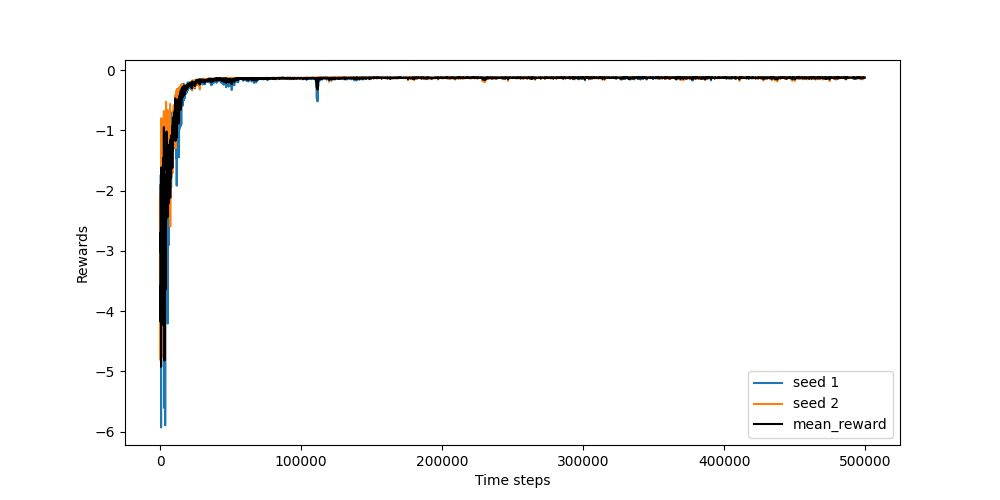 0
−1
−2
−3
−4
−5
−6
Rewards
0
100000
200000
300000
400000
500000
Time steps
seed 1
seed 2
mean_reward